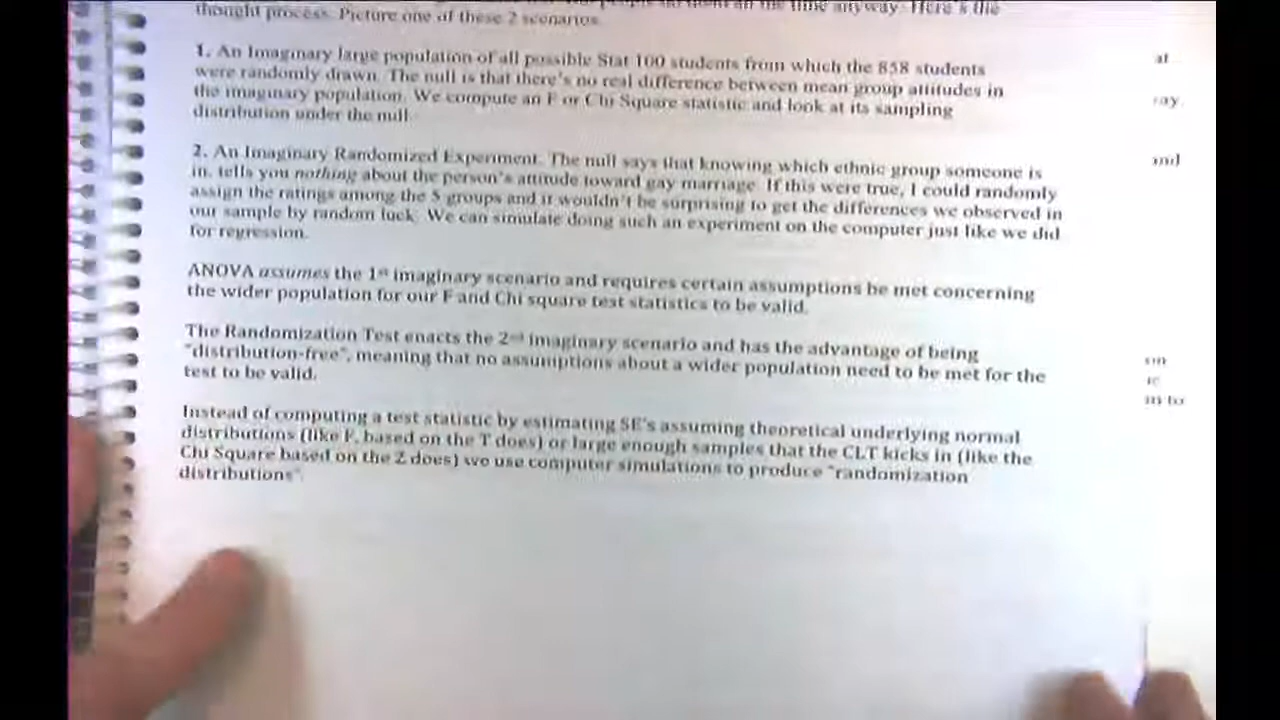 the time anyway. Here's the
thought process. Picture one of these 2 scenarios.
1. An Imaginary large population of all possible Stat 100 students from which the 858 students
were randomly drawn. The null is that there's no real difference between mean group attitudes in
the imaginary population. We compute an F or Chi Square statistic and look at its sampling
distribution under the null.
2. An Imaginary Randomized Experiment. The null says that knowing which ethnic group someone is
in, tells you nothing about the person's attitude toward gay marriage. If this were true, I could randomly
assign the ratings among the 5 groups and it wouldn't be surprising to get the differences we observed in
our sample by random luck. We can simulate doing such an experiment on the computer just like we did
for regression.
ANOVA assumes the 1st imaginary scenario and requires certain assumptions be met concerning
the wider population for our F and Chi square test statistics to be valid.
The Randomization Test enacts the 2nd imaginary scenario and has the advantage of being
"distribution-free", meaning that no assumptions about a wider population need to be met for the
test to be valid.
Instead of computing a test statistic by estimating SE's assuming theoretical underlying normal
distributions (like F, based on the T does) or large enough samples that the CLT kicks in (like the
Chi Square based on the Z does) we use computer simulations to produce "randomization
distributions".